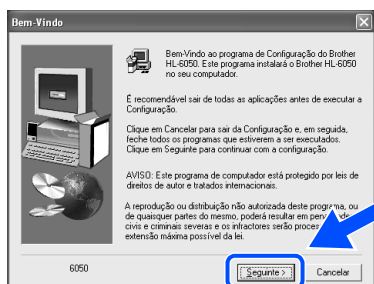 Bem-Vindo
Bem-Vindo ao programa de Configuração do Brother
HL-6050. Este programa instalará o Brother HL-6050
no seu computador.
É recomendável sair de todas as aplicações antes de executar a
Configuração.
Clique em Cancelar para sair da Configuração e, em seguida,
feche todos os programas que estiverem a ser executados.
Clique em Seguinte para continuar com a configuração.
AVISO: Este programa de computador está protegido por leis de
direitos de autor e tratados internacionais.
A reprodução ou distribuição não autorizada deste programa, ou
de quaisquer partes do mesmo, poderá resultar em
civis e criminais severas e os infractores serão
extensão máxima possível da lei.
6050
Seguinte >
Cancelar